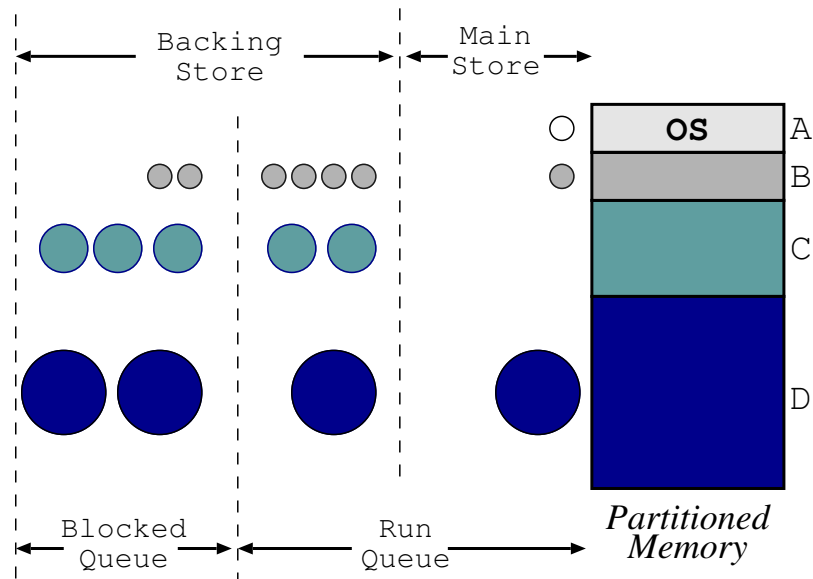 Backing
Store
Main
Store
OS
A
B
C
D
Blocked
Queue
Run
Queue
Partitioned
Memory